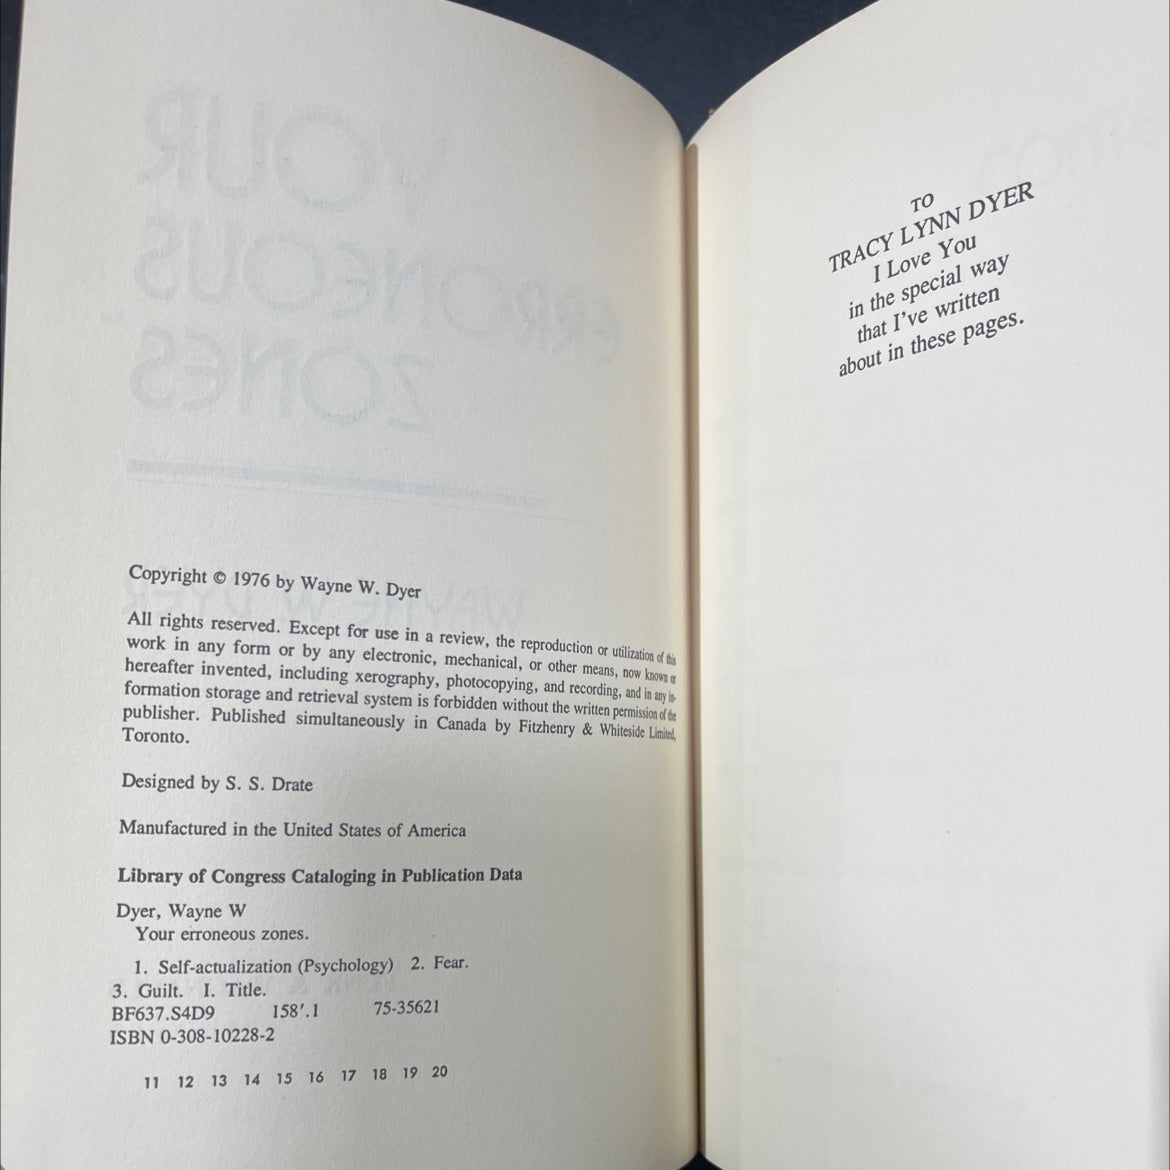 Copyright © 1976 by Wayne W. Dyer
All rights reserved. Except for use in a review, the reproduction or utilization of this
work in any form or by any electronic, mechanical, or other means, now known or
hereafter invented, including xerography, photocopying, and recording, and in any in-
formation storage and retrieval system is forbidden without the written permission of the
publisher. Published simultaneously in Canada by Fitzhenry & Whiteside Limited,
Toronto.
Designed by S. S. Drate
Manufactured in the United States of America
Library of Congress Cataloging in Publication Data
Dyer, Wayne W
Your erroneous zones.
1. Self-actualization (Psychology) 2. Fear.
3. Guilt. I. Title.
BF637.S4D9 158'.1 75-35621
ISBN 0-308-10228-2
11 12 13 14 15 16 17 18 19 20
TO
TRACY LYNN DYER
I Love You
in the special way
that I've written
about in these pages.
YOUR
ERRONEOUS
ZONES
WAYNE W DYER